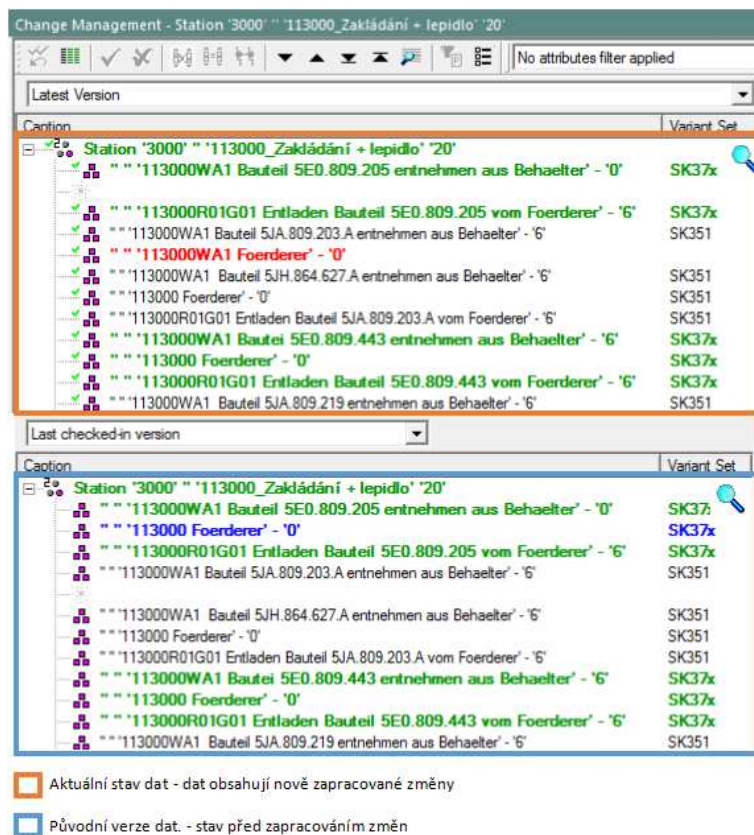 Change Management - Station '3000' '' '113000_Zakládání + lepidlo' '20'
No attributes filter applied
Latest Version
Caption Variant Set
Station '3000' '' '113000_Zakládání + lepidlo' '20'
'' '' '113000WA1 Bauteil 5E0.809.205 entnehmen aus Behaelter' - '0' SK37x
'' '' '113000R01G01 Entladen Bauteil 5E0.809.205 vom Foerderer' - '6' SK37x
'' '' '113000WA1 Bauteil 5JA.809.203.A entnehmen aus Behaelter' - '6' SK351
'' '' '113000WA1 Foerderer' - '0'
'' '' '113000WA1 Bauteil 5JH.864.627.A entnehmen aus Behaelter' - '6' SK351
'' '' '113000 Foerderer' - '0' SK351
'' '' '113000R01G01 Entladen Bauteil 5JA.809.203.A vom Foerderer' - '6' SK351
'' '' '113000WA1 Bautei 5E0.809.443 entnehmen aus Behaelter' - '6' SK37x
'' '' '113000 Foerderer' - '0' SK37x
'' '' '113000R01G01 Entladen Bauteil 5E0.809.443 vom Foerderer' - '6' SK37x
'' '' '113000WA1 Bauteil 5JA.809.219 entnehmen aus Behaelter' - '6' SK351
Last checked-in version
Caption Variant Set
Station '3000' '' '113000_Zakládání + lepidlo' '20'
'' '' '113000WA1 Bauteil 5E0.809.205 entnehmen aus Behaelter' - '0' SK37:
'' '' '113000 Foerderer' - '0' SK37x
'' '' '113000R01G01 Entladen Bauteil 5E0.809.205 vom Foerderer' - '6' SK37x
'' '' '113000WA1 Bauteil 5JA.809.203.A entnehmen aus Behaelter' - '6' SK351
'' '' '113000WA1 Bauteil 5JH.864.627.A entnehmen aus Behaelter' - '6' SK351
'' '' '113000 Foerderer' - '0' SK351
'' '' '113000R01G01 Entladen Bauteil 5JA.809.203.A vom Foerderer' - '6' SK351
'' '' '113000WA1 Bautei 5E0.809.443 entnehmen aus Behaelter' - '6' SK37x
'' '' '113000 Foerderer' - '0' SK37x
'' '' '113000R01G01 Entladen Bauteil 5E0.809.443 vom Foerderer' - '6' SK37x
'' '' '113000WA1 Bauteil 5JA.809.219 entnehmen aus Behaelter' - '6' SK351
Aktuální stav dat - dat obsahují nově zapracované změny
Původní verze dat. - stav před zapracováním změn